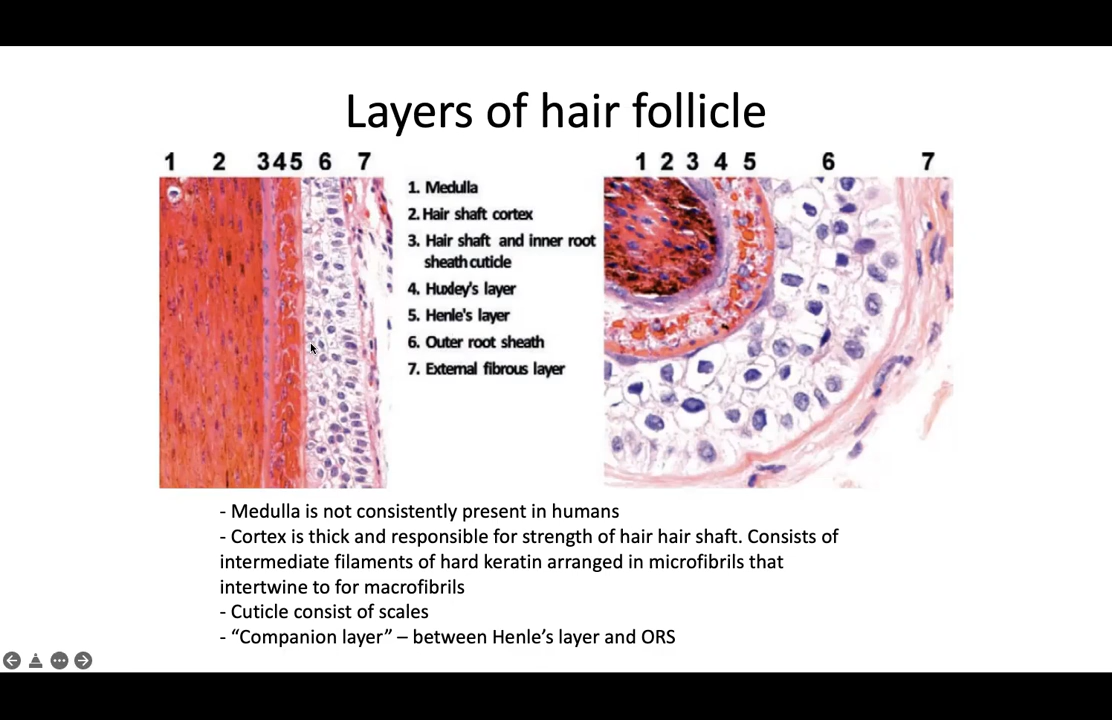 Layers of hair follicle
1 2 3 4 5 6 7
1 2 3 4 5 6 7
1. Medulla
2. Hair shaft cortex
3. Hair shaft and inner root
sheath cuticle
4. Huxley's layer
5. Henle's layer
6. Outer root sheath
7. External fibrous layer
- Medulla is not consistently present in humans
- Cortex is thick and responsible for strength of hair hair shaft. Consists of
intermediate filaments of hard keratin arranged in microfibrils that
intertwine to for macrofibrils
- Cuticle consist of scales
- “Companion layer” – between Henle’s layer and ORS